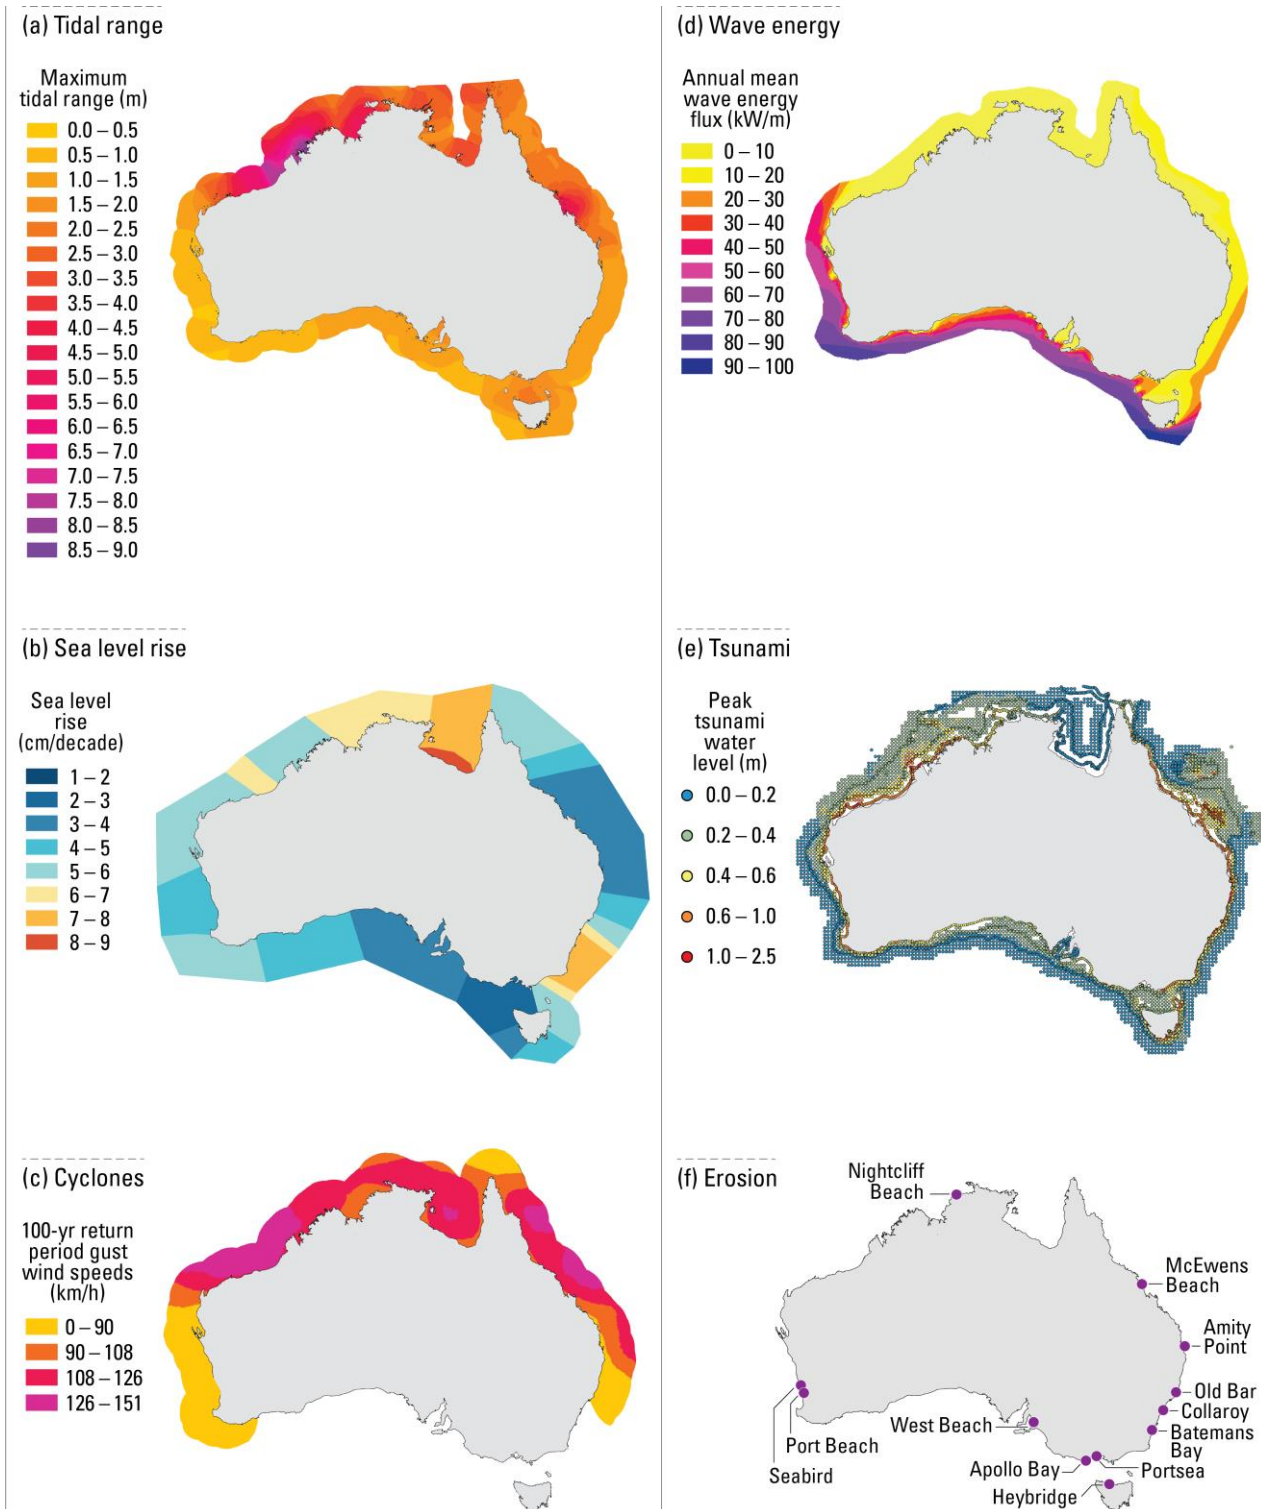 (a) Tidal range
Maximum
tidal range (m)
0.0 – 0.5
0.5 – 1.0
1.0 – 1.5
1.5 – 2.0
2.0 – 2.5
2.5 – 3.0
3.0 – 3.5
3.5 – 4.0
4.0 – 4.5
4.5 – 5.0
5.0 – 5.5
5.5 – 6.0
6.0 – 6.5
6.5 – 7.0
7.0 – 7.5
7.5 – 8.0
8.0 – 8.5
8.5 – 9.0
(d) Wave energy
Annual mean
wave energy
flux (kW/m)
0 – 10
10 – 20
20 – 30
30 – 40
40 – 50
50 – 60
60 – 70
70 – 80
80 – 90
90 – 100
(b) Sea level rise
Sea level
rise
(cm/decade)
1 – 2
2 – 3
3 – 4
4 – 5
5 – 6
6 – 7
7 – 8
8 – 9
(e) Tsunami
Peak
tsunami
water
level (m)
0.0 – 0.2
0.2 – 0.4
0.4 – 0.6
0.6 – 1.0
1.0 – 2.5
(c) Cyclones
100-yr return
period gust
wind speeds
(km/h)
0 – 90
90 – 108
108 – 126
126 – 151
(f) Erosion
Nightcliff
Beach
McEwens
Beach
Amity
Point
Old Bar
Collaroy
Batemans
Bay
Portsea
West Beach
Port Beach
Seabird
Apollo Bay
Heybridge